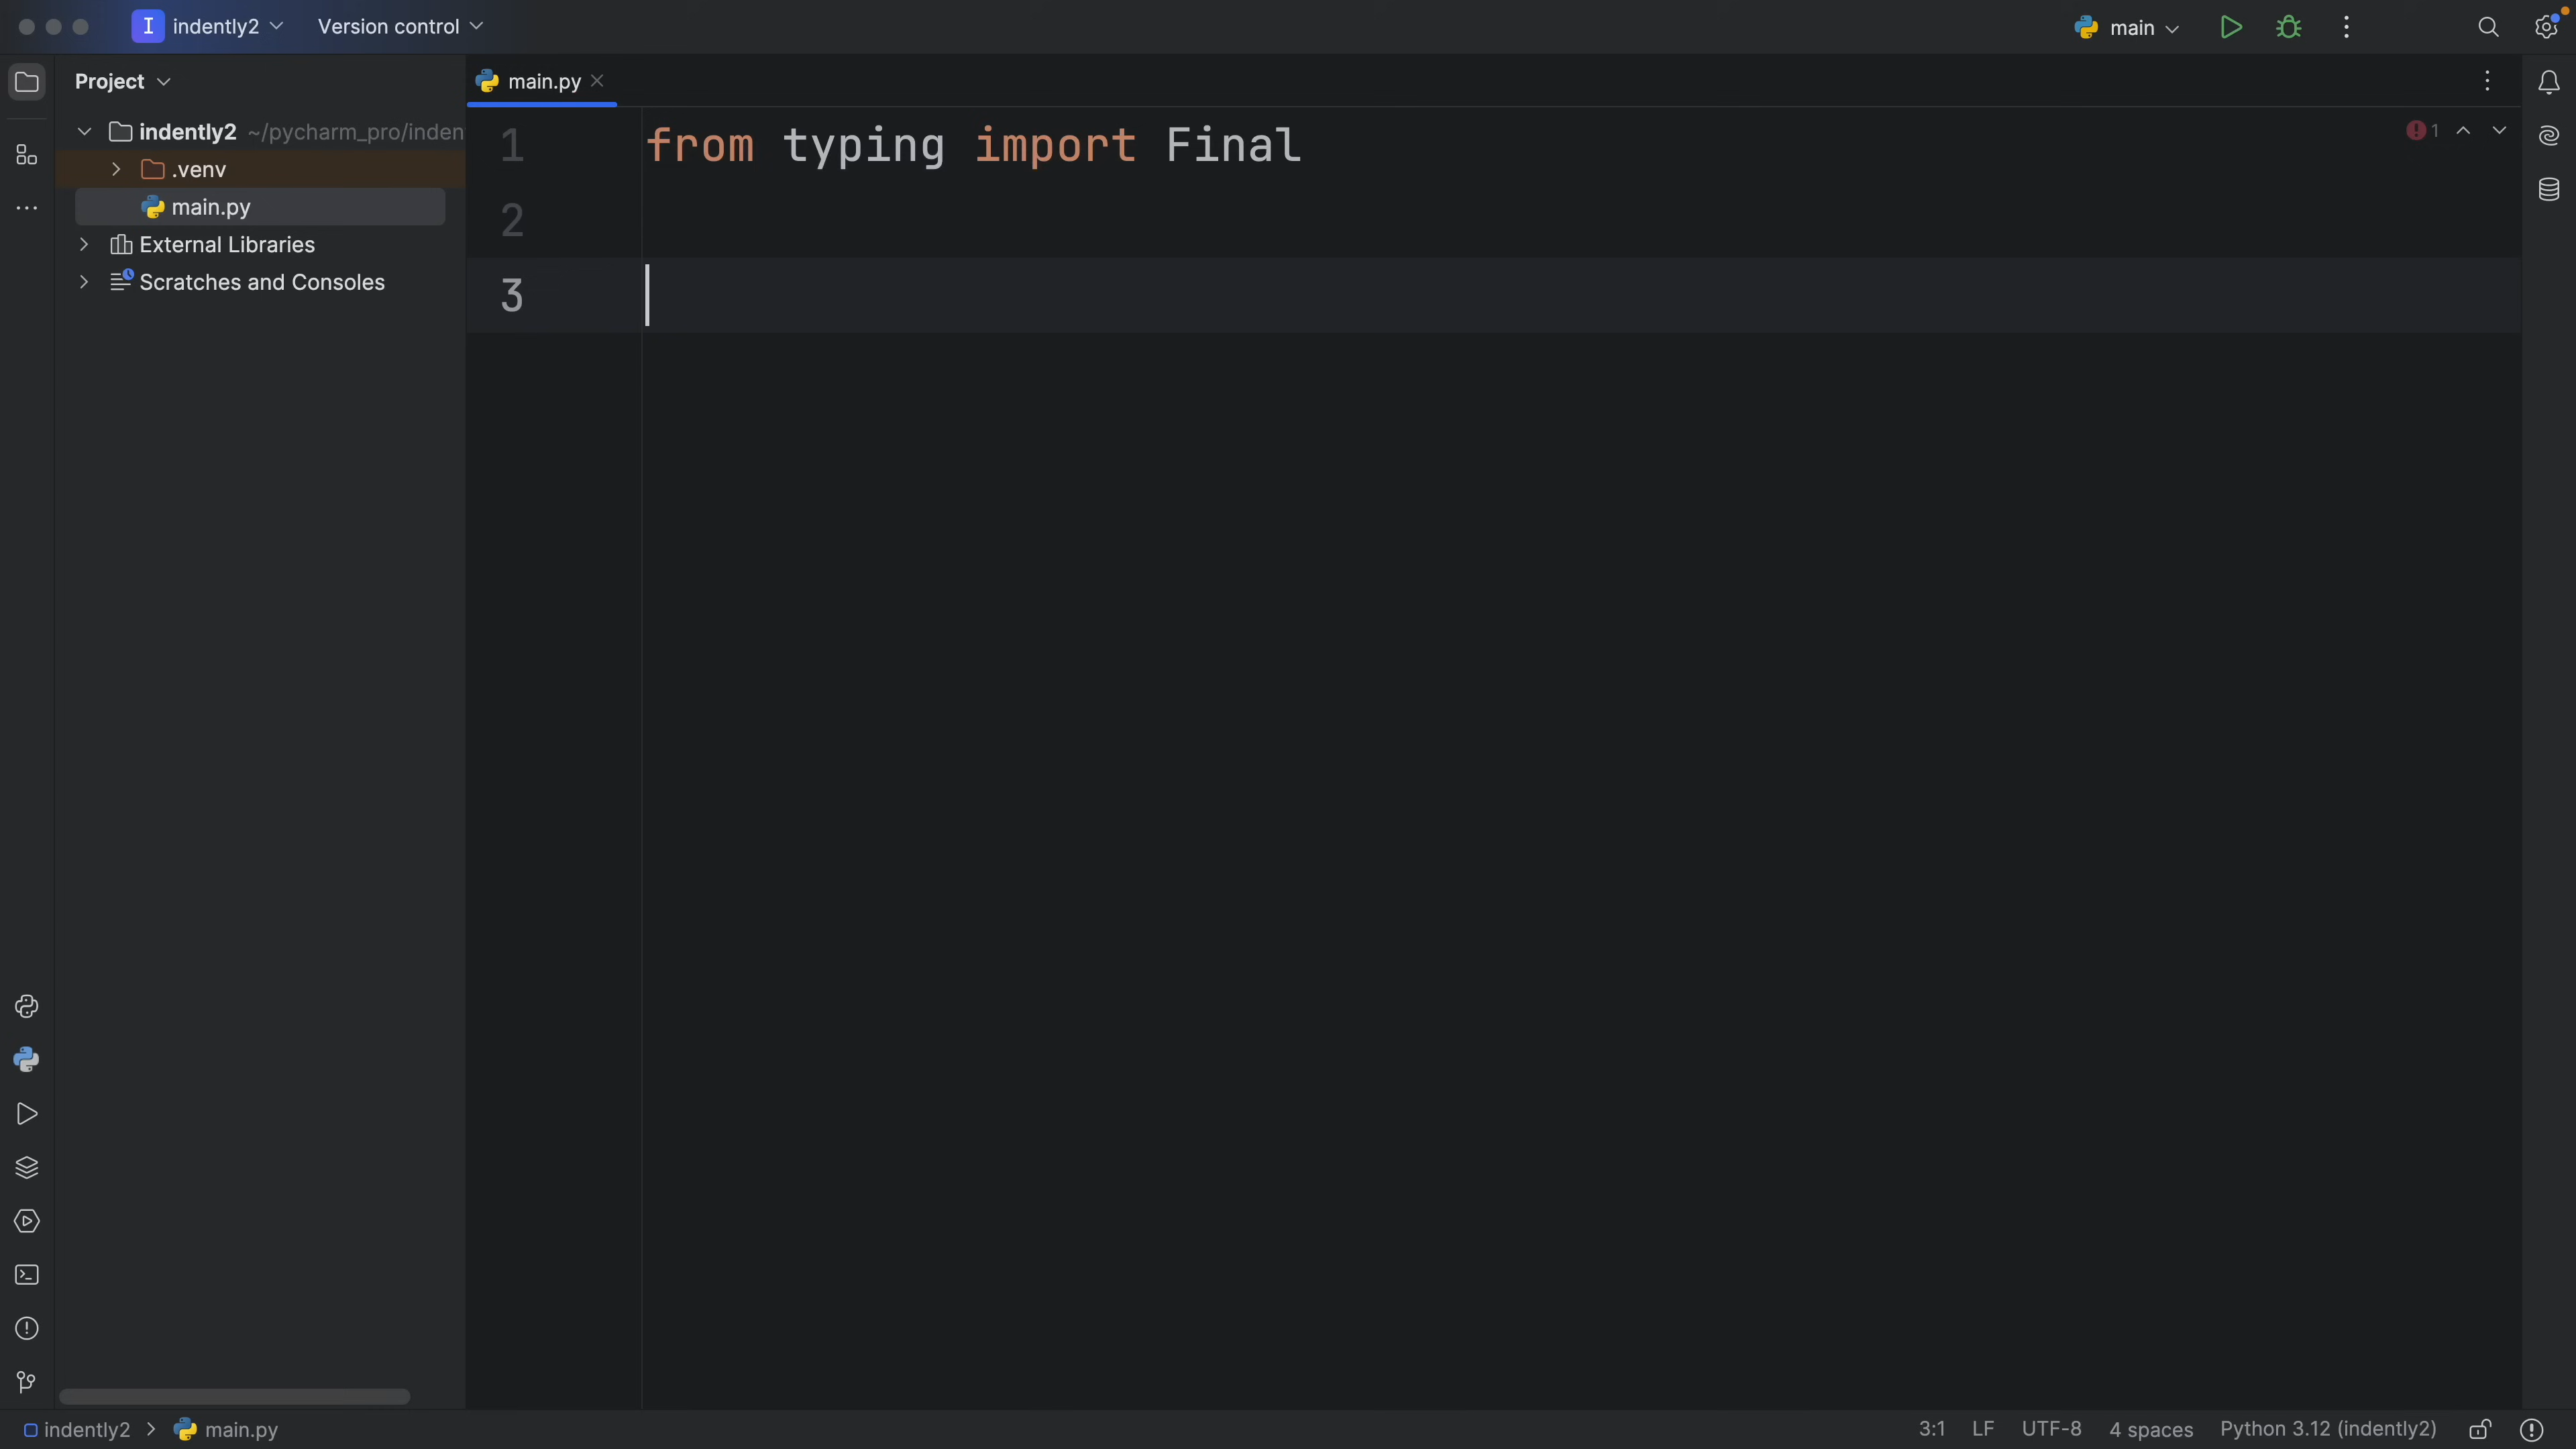 I indently2 Version control main
Project main.py
indently2 ~/pycharm_pro/inden
.venv
main.py
External Libraries
Scratches and Consoles
1 from typing import Final
2
3
1
indently2 main.py 3:1 LF UTF-8 4 spaces Python 3.12 (indently2)